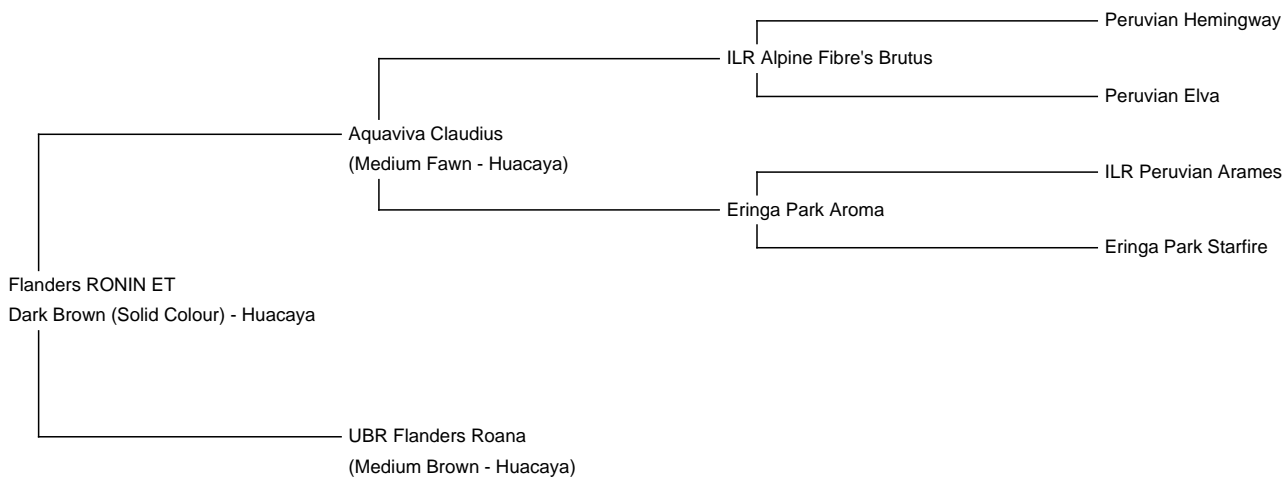 Peruvian Hemingway
ILR Alpine Fibre's Brutus
Peruvian Elva
Aquaviva Claudius
(Medium Fawn - Huacaya)
ILR Peruvian Arames
Eringa Park Aroma
Eringa Park Starfire
Flanders RONIN ET
Dark Brown (Solid Colour) - Huacaya
UBR Flanders Roana
(Medium Brown - Huacaya)